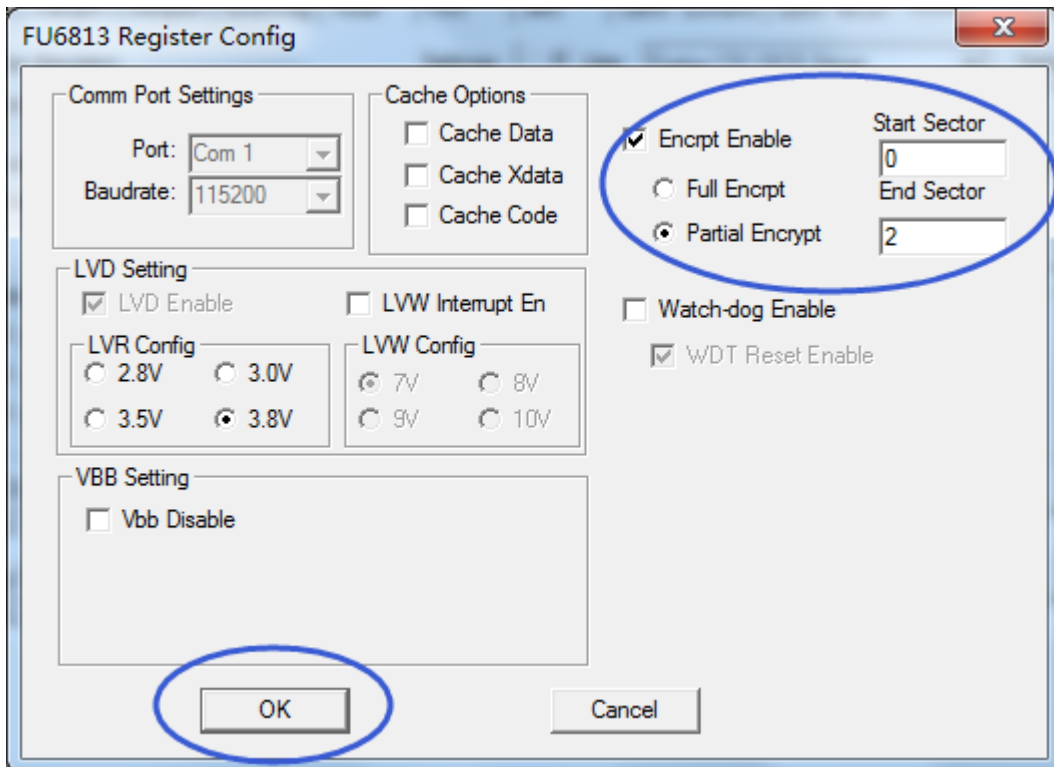 FU6813 Register Config
Comm Port Settings
Port: Com 1
Baudrate: 115200
Cache Options
Cache Data
Cache Xdata
Cache Code
Encrpt Enable
Full Encrpt
Partial Encrypt
Start Sector
0
End Sector
2
LVD Setting
LVD Enable
LVW Interrupt En
LVR Config
2.8V 3.0V
3.5V 3.8V
LVW Config
7V 8V
9V 10V
Watch-dog Enable
WDT Reset Enable
VBB Setting
Vbb Disable
OK
Cancel